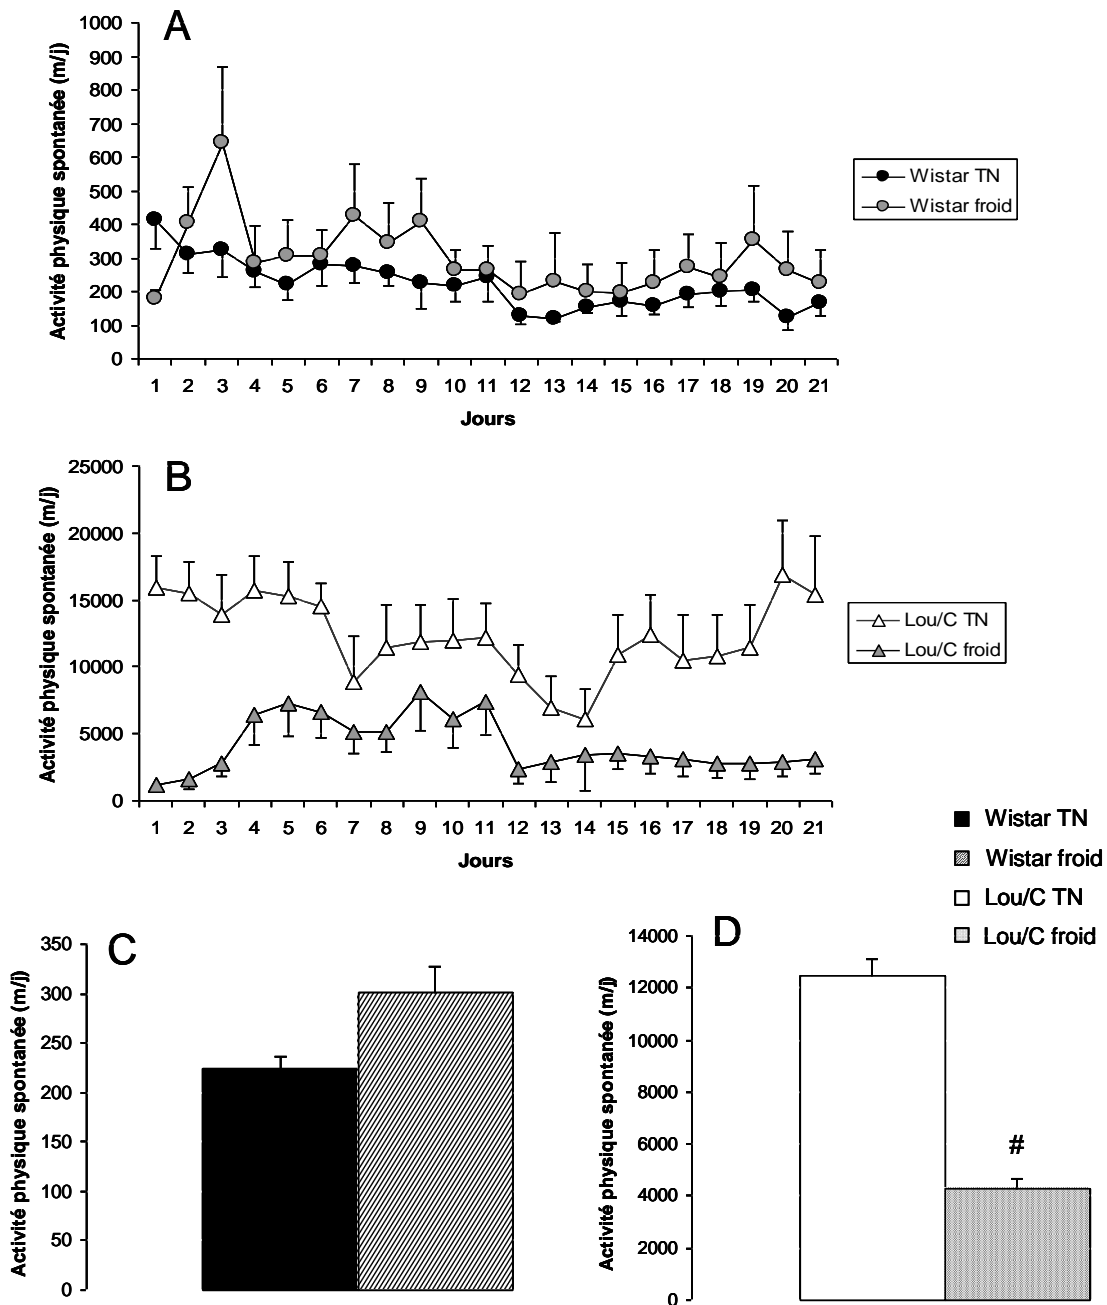 A
Activité physique spontanée (m/j)
1000
900
800
700
600
500
400
300
200
100
0
1 2 3 4 5 6 7 8 9 10 11 12 13 14 15 16 17 18 19 20 21
Jours
Wistar TN
Wistar froid
B
Activité physique spontanée (m/j)
25000
20000
15000
10000
5000
0
1 2 3 4 5 6 7 8 9 10 11 12 13 14 15 16 17 18 19 20 21
Jours
Lou/C TN
Lou/C froid
Wistar TN
Wistar froid
Lou/C TN
Lou/C froid
C
Activité physique spontanée (m/j)
350
300
250
200
150
100
50
0
D
Activité physique spontanée (m/j)
14000
12000
10000
8000
6000
4000
2000
0
#